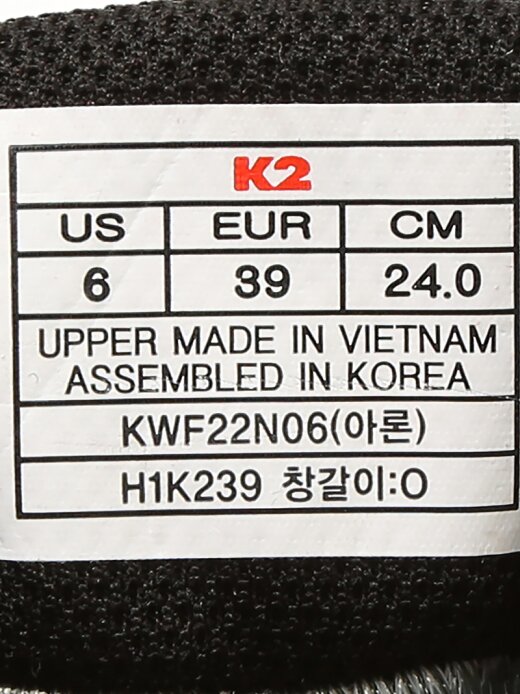 K2
US EUR CM
6 39 24.0
UPPER MADE IN VIETNAM
ASSEMBLED IN KOREA
KWF22N06(아론)
H1K239 창갈이:O